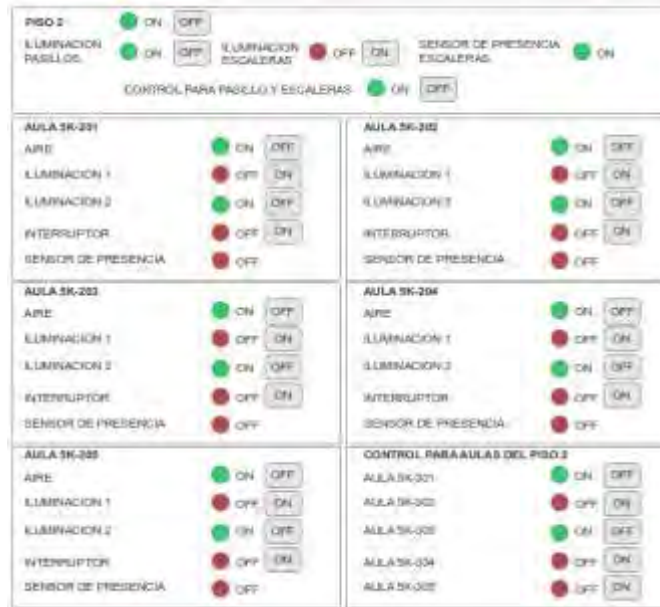 PISO 2 ON OFF
ILUMINACION PASILLOS ON OFF ILUMINACION ESCALERAS OFF ON SENSOR DE PRESENCIA ESCALERAS ON
CONTROL PARA PASILLO Y ESCALERAS ON OFF
AULA 5K-201
AIRE ON OFF
ILUMINACION 1 OFF ON
ILUMINACION 2 ON OFF
INTERRUPTOR OFF ON
SENSOR DE PRESENCIA OFF
AULA 5K-202
AIRE ON OFF
ILUMINACION 1 OFF ON
ILUMINACION ON OFF
INTERRUPTOR OFF ON
SENSOR DE PRESENCIA OFF
AULA 5K-203
AIRE ON OFF
ILUMINACION 1 OFF ON
ILUMINACION 2 ON OFF
INTERRUPTOR OFF ON
SENSOR DE PRESENCIA OFF
AULA 5K-204
AIRE ON OFF
ILUMINACION 1 OFF ON
ILUMINACION ON OFF
INTERRUPTOR OFF ON
SENSOR DE PRESENCIA OFF
AULA 5K-205
AIRE ON OFF
ILUMINACION 1 OFF ON
ILUMINACION 2 ON OFF
INTERRUPTOR OFF ON
SENSOR DE PRESENCIA OFF
CONTROL PARA AULAS DEL PISO 2
AULA ON OFF
AULA OFF ON
AULA ON OFF
AULA OFF ON
AULA OFF ON